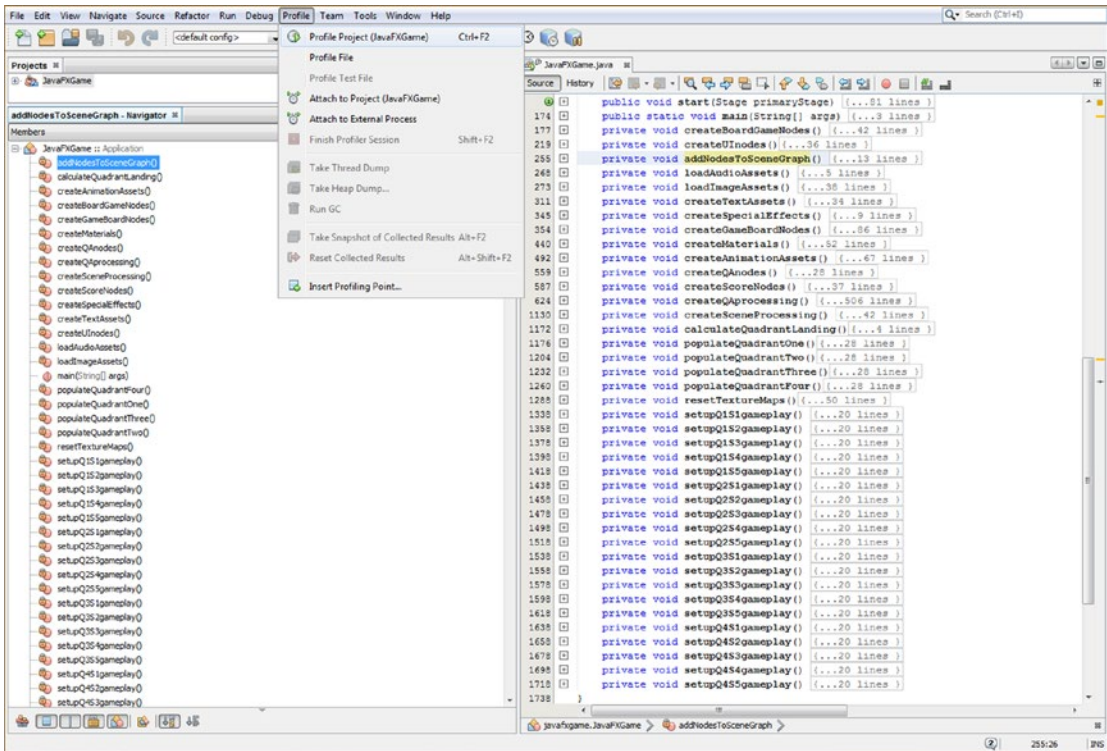 File Edit View Navigate Source Refactor Run Debug Profile Team Tools Window Help
Search (Ctrl+I)
<default config>
Profile Project (JavaFXGame) Ctrl+F2
Profile File
Profile Test File
Attach to Project (JavaFXGame)
Attach to External Process
Finish Profiler Session Shift+F2
Take Thread Dump
Take Heap Dump...
Run GC
Take Snapshot of Collected Results Alt+F2
Reset Collected Results Alt+Shift+F2
Insert Profiling Point...
Projects
JavaFXGame
addNodesToSceneGraph - Navigator
Members
JavaFXGame :: Application
addNodesToSceneGraph()
calculateQuadrantLanding()
createAnimationAssets()
createBoardGameNodes()
createGameBoardNodes()
createMaterials()
createQAnodes()
createQAprocessing()
createSceneProcessing()
createScoreNodes()
createSpecialEffects()
createTextAssets()
createUInodes()
loadAudioAssets()
loadImageAssets()
main(String[] args)
populateQuadrantFour()
populateQuadrantOne()
populateQuadrantThree()
populateQuadrantTwo()
resetTextureMaps()
setupQ1S1gameplay()
setupQ1S2gameplay()
setupQ1S3gameplay()
setupQ1S4gameplay()
setupQ1S5gameplay()
setupQ2S1gameplay()
setupQ2S2gameplay()
setupQ2S3gameplay()
setupQ2S4gameplay()
setupQ2S5gameplay()
setupQ3S1gameplay()
setupQ3S2gameplay()
setupQ3S3gameplay()
setupQ3S4gameplay()
setupQ3S5gameplay()
setupQ4S1gameplay()
setupQ4S2gameplay()
setupQ4S3gameplay()
JavaFXGame.java
Source History
public void start(Stage primaryStage) {...81 lines }
174 public static void main(String[] args) {...3 lines }
177 private void createBoardGameNodes() {...42 lines }
219 private void createUInodes() {...36 lines }
255 private void addNodesToSceneGraph() {...13 lines }
268 private void loadAudioAssets() {...5 lines }
273 private void loadImageAssets() {...38 lines }
311 private void createTextAssets() {...34 lines }
345 private void createSpecialEffects() {...9 lines }
354 private void createGameBoardNodes() {...86 lines }
440 private void createMaterials() {...52 lines }
492 private void createAnimationAssets() {...67 lines }
559 private void createQAnodes() {...28 lines }
587 private void createScoreNodes() {...37 lines }
624 private void createQAprocessing() {...506 lines }
1130 private void createSceneProcessing() {...42 lines }
1172 private void calculateQuadrantLanding() {...4 lines }
1176 private void populateQuadrantOne() {...28 lines }
1204 private void populateQuadrantTwo() {...28 lines }
1232 private void populateQuadrantThree() {...28 lines }
1260 private void populateQuadrantFour() {...28 lines }
1288 private void resetTextureMaps() {...50 lines }
1338 private void setupQ1S1gameplay() {...20 lines }
1358 private void setupQ1S2gameplay() {...20 lines }
1378 private void setupQ1S3gameplay() {...20 lines }
1398 private void setupQ1S4gameplay() {...20 lines }
1418 private void setupQ1S5gameplay() {...20 lines }
1438 private void setupQ2S1gameplay() {...20 lines }
1458 private void setupQ2S2gameplay() {...20 lines }
1478 private void setupQ2S3gameplay() {...20 lines }
1498 private void setupQ2S4gameplay() {...20 lines }
1518 private void setupQ2S5gameplay() {...20 lines }
1538 private void setupQ3S1gameplay() {...20 lines }
1558 private void setupQ3S2gameplay() {...20 lines }
1578 private void setupQ3S3gameplay() {...20 lines }
1598 private void setupQ3S4gameplay() {...20 lines }
1618 private void setupQ3S5gameplay() {...20 lines }
1638 private void setupQ4S1gameplay() {...20 lines }
1658 private void setupQ4S2gameplay() {...20 lines }
1678 private void setupQ4S3gameplay() {...20 lines }
1698 private void setupQ4S4gameplay() {...20 lines }
1718 private void setupQ4S5gameplay() {...20 lines }
1738 }
javafxgame.JavaFXGame addNodesToSceneGraph
2 255:26 INS